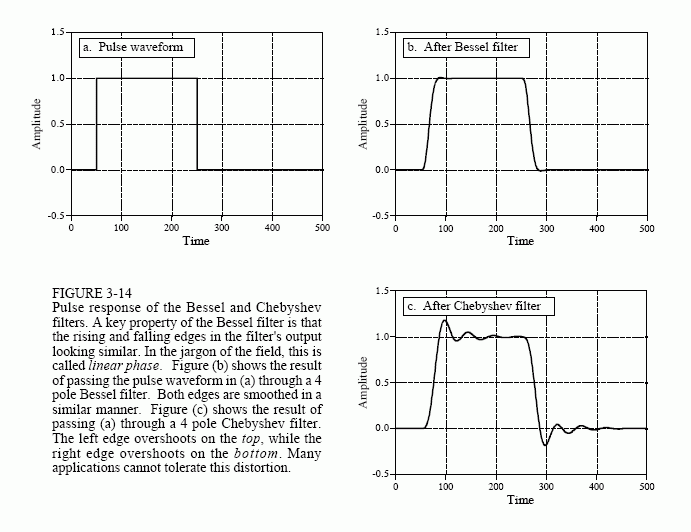 a. Pulse waveform
1.5
1.0
0.5
0.0
-0.5
Amplitude
0 100 200 300 400 500
Time
b. After Bessel filter
1.5
1.0
0.5
0.0
-0.5
Amplitude
0 100 200 300 400 500
Time
FIGURE 3-14
Pulse response of the Bessel and Chebyshev
filters. A key property of the Bessel filter is that
the rising and falling edges in the filter's output
looking similar. In the jargon of the field, this is
called linear phase. Figure (b) shows the result
of passing the pulse waveform in (a) through a 4
pole Bessel filter. Both edges are smoothed in a
similar manner. Figure (c) shows the result of
passing (a) through a 4 pole Chebyshev filter.
The left edge overshoots on the top, while the
right edge overshoots on the bottom. Many
applications cannot tolerate this distortion.
c. After Chebyshev filter
1.5
1.0
0.5
0.0
-0.5
Amplitude
0 100 200 300 400 500
Time